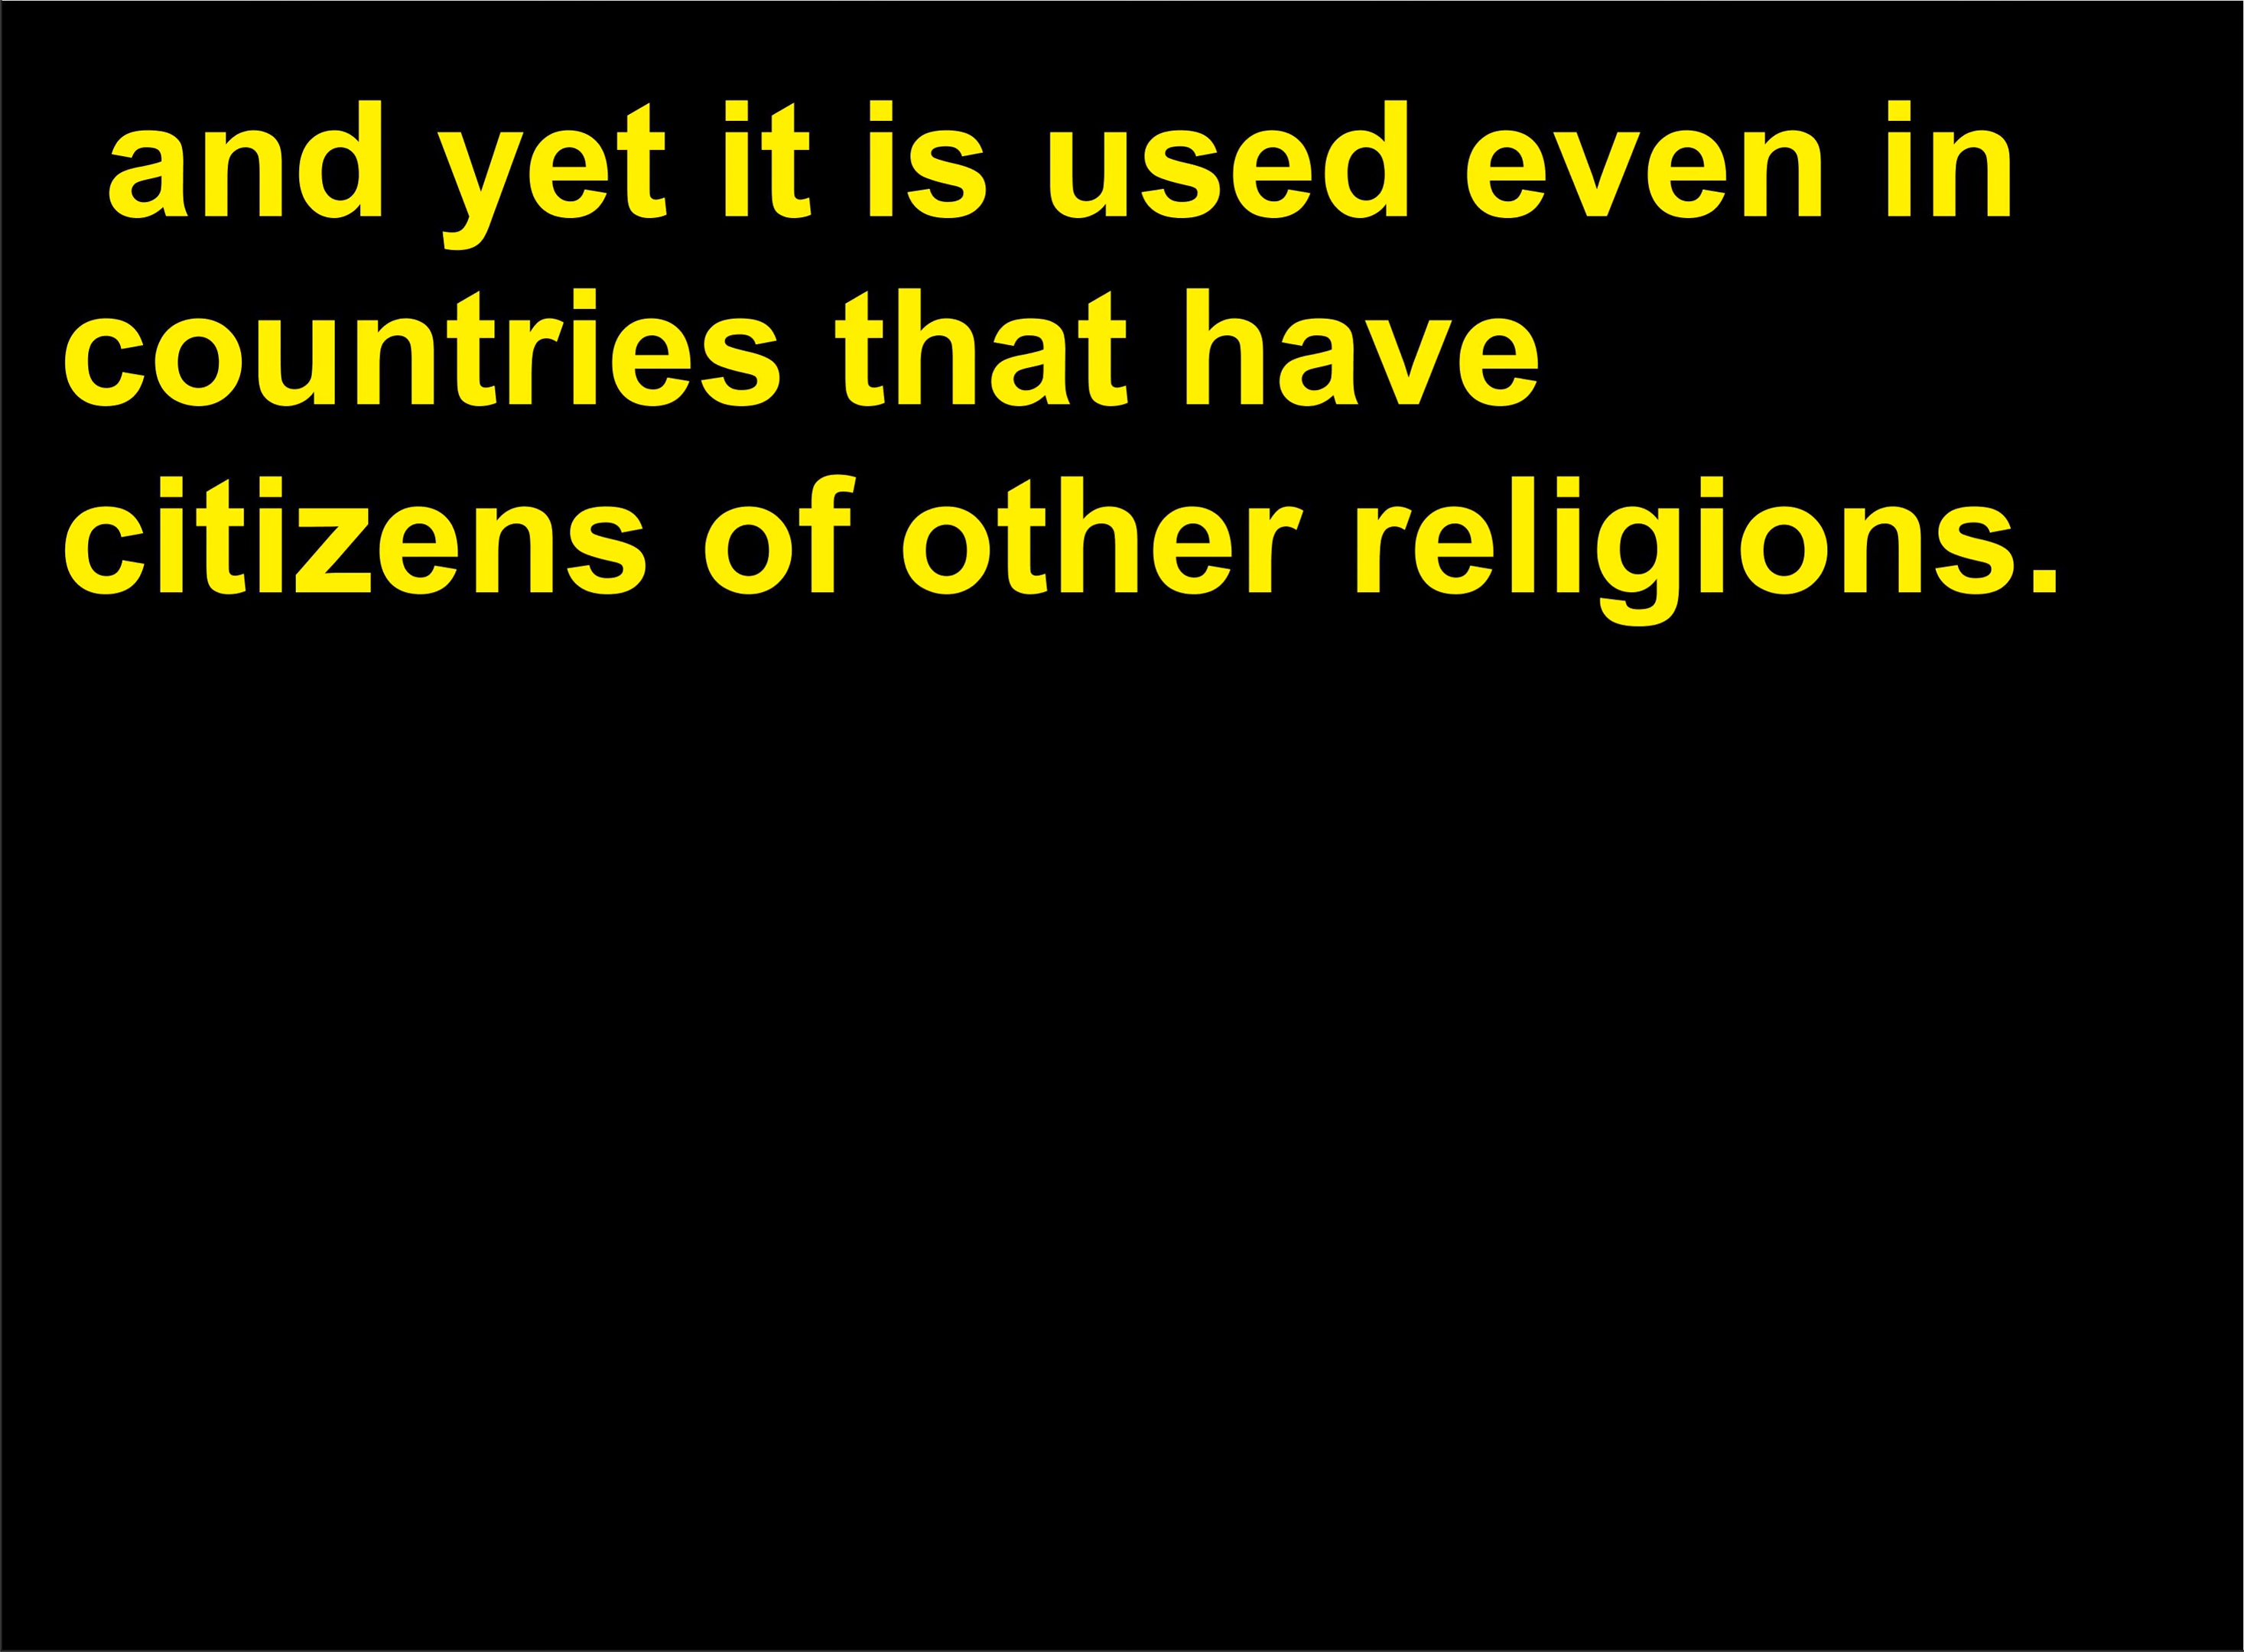 and yet it is used even in
countries that have
citizens of other religions.